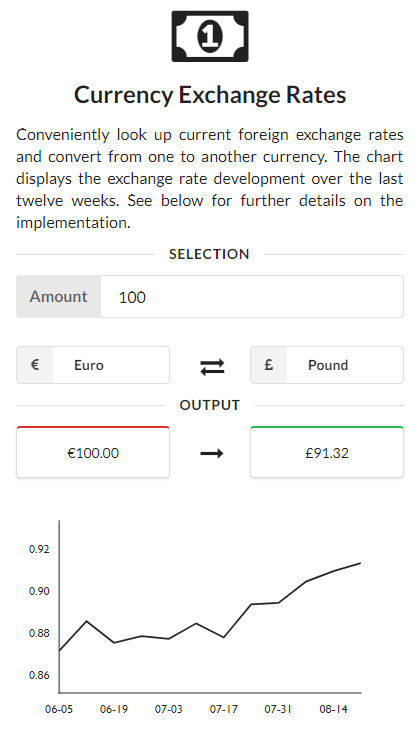 1
Currency Exchange Rates
Conveniently look up current foreign exchange rates
and convert from one to another currency. The chart
displays the exchange rate development over the last
twelve weeks. See below for further details on the
implementation.
SELECTION
Amount 100
€ Euro £ Pound
OUTPUT
€100.00 £91.32
0.92
0.90
0.88
0.86
06-05 06-19 07-03 07-17 07-31 08-14